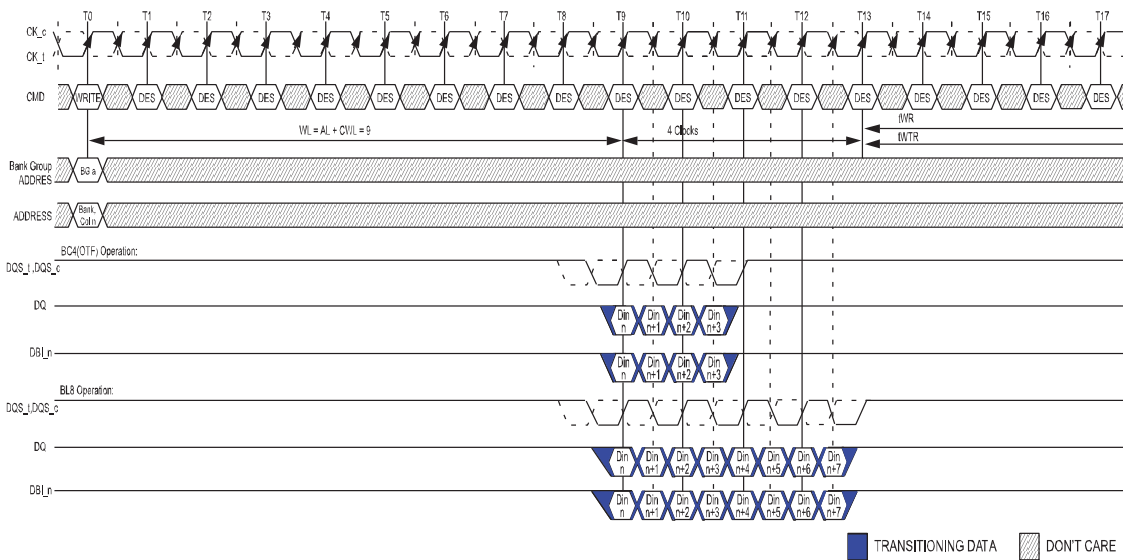 T0 T1 T2 T3 T4 T5 T6 T7 T8 T9 T10 T11 T12 T13 T14 T15 T16 T17
CK_c
CK_t
CMD WRITE DES DES DES DES DES DES DES DES DES DES DES DES DES DES DES DES DES
tWR
WL = AL + CWL = 9 4 Clocks
tWTR
Bank Group
ADDRES
BG a
ADDRESS
Bank,
Col n
BC4(OTF) Operation:
DQS_t,DQS_c
DQ
Din Din Din Din
n n+1 n+2 n+3
DBI_n
Din Din Din Din
n n+1 n+2 n+3
BL8 Operation:
DQS_t,DQS_c
DQ
Din Din Din Din Din Din Din Din
n n+1 n+2 n+3 n+4 n+5 n+6 n+7
DBI_n
Din Din Din Din Din Din Din Din
n n+1 n+2 n+3 n+4 n+5 n+6 n+7
TRANSITIONING DATA DON'T CARE